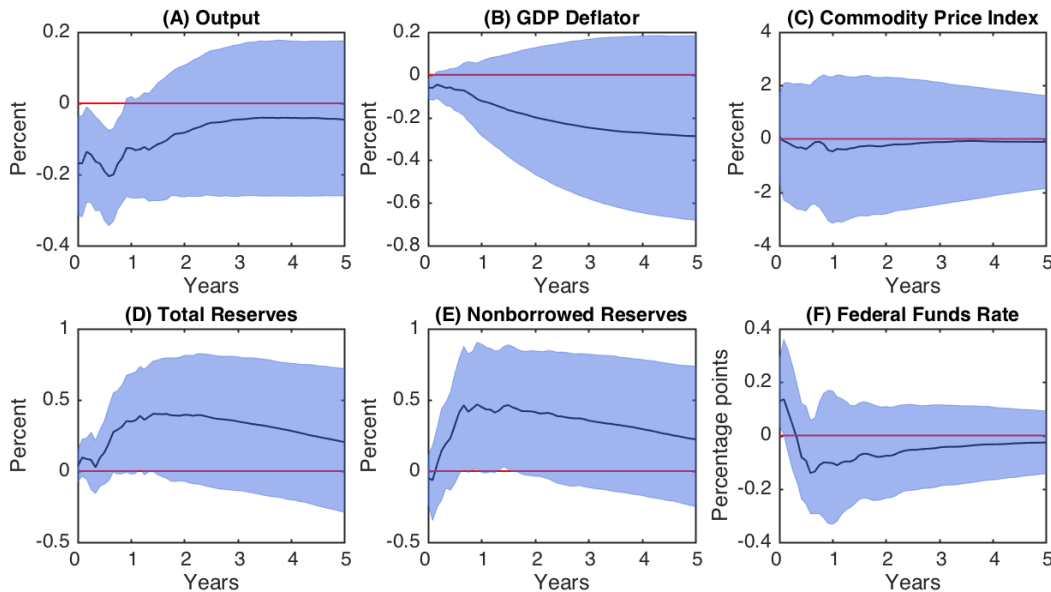 (A) Output
(B) GDP Deflator
(C) Commodity Price Index
Percent
0.2
0
-0.2
-0.4
0 1 2 3 4 5
Years
Percent
0.2
0
-0.2
-0.4
-0.6
-0.8
0 1 2 3 4 5
Years
Percent
4
2
0
-2
-4
0 1 2 3 4 5
Years
(D) Total Reserves
(E) Nonborrowed Reserves
(F) Federal Funds Rate
Percent
1
0.5
0
-0.5
0 1 2 3 4 5
Years
Percent
1
0.5
0
-0.5
0 1 2 3 4 5
Years
Percentage points
0.4
0.2
0
-0.2
-0.4
0 1 2 3 4 5
Years